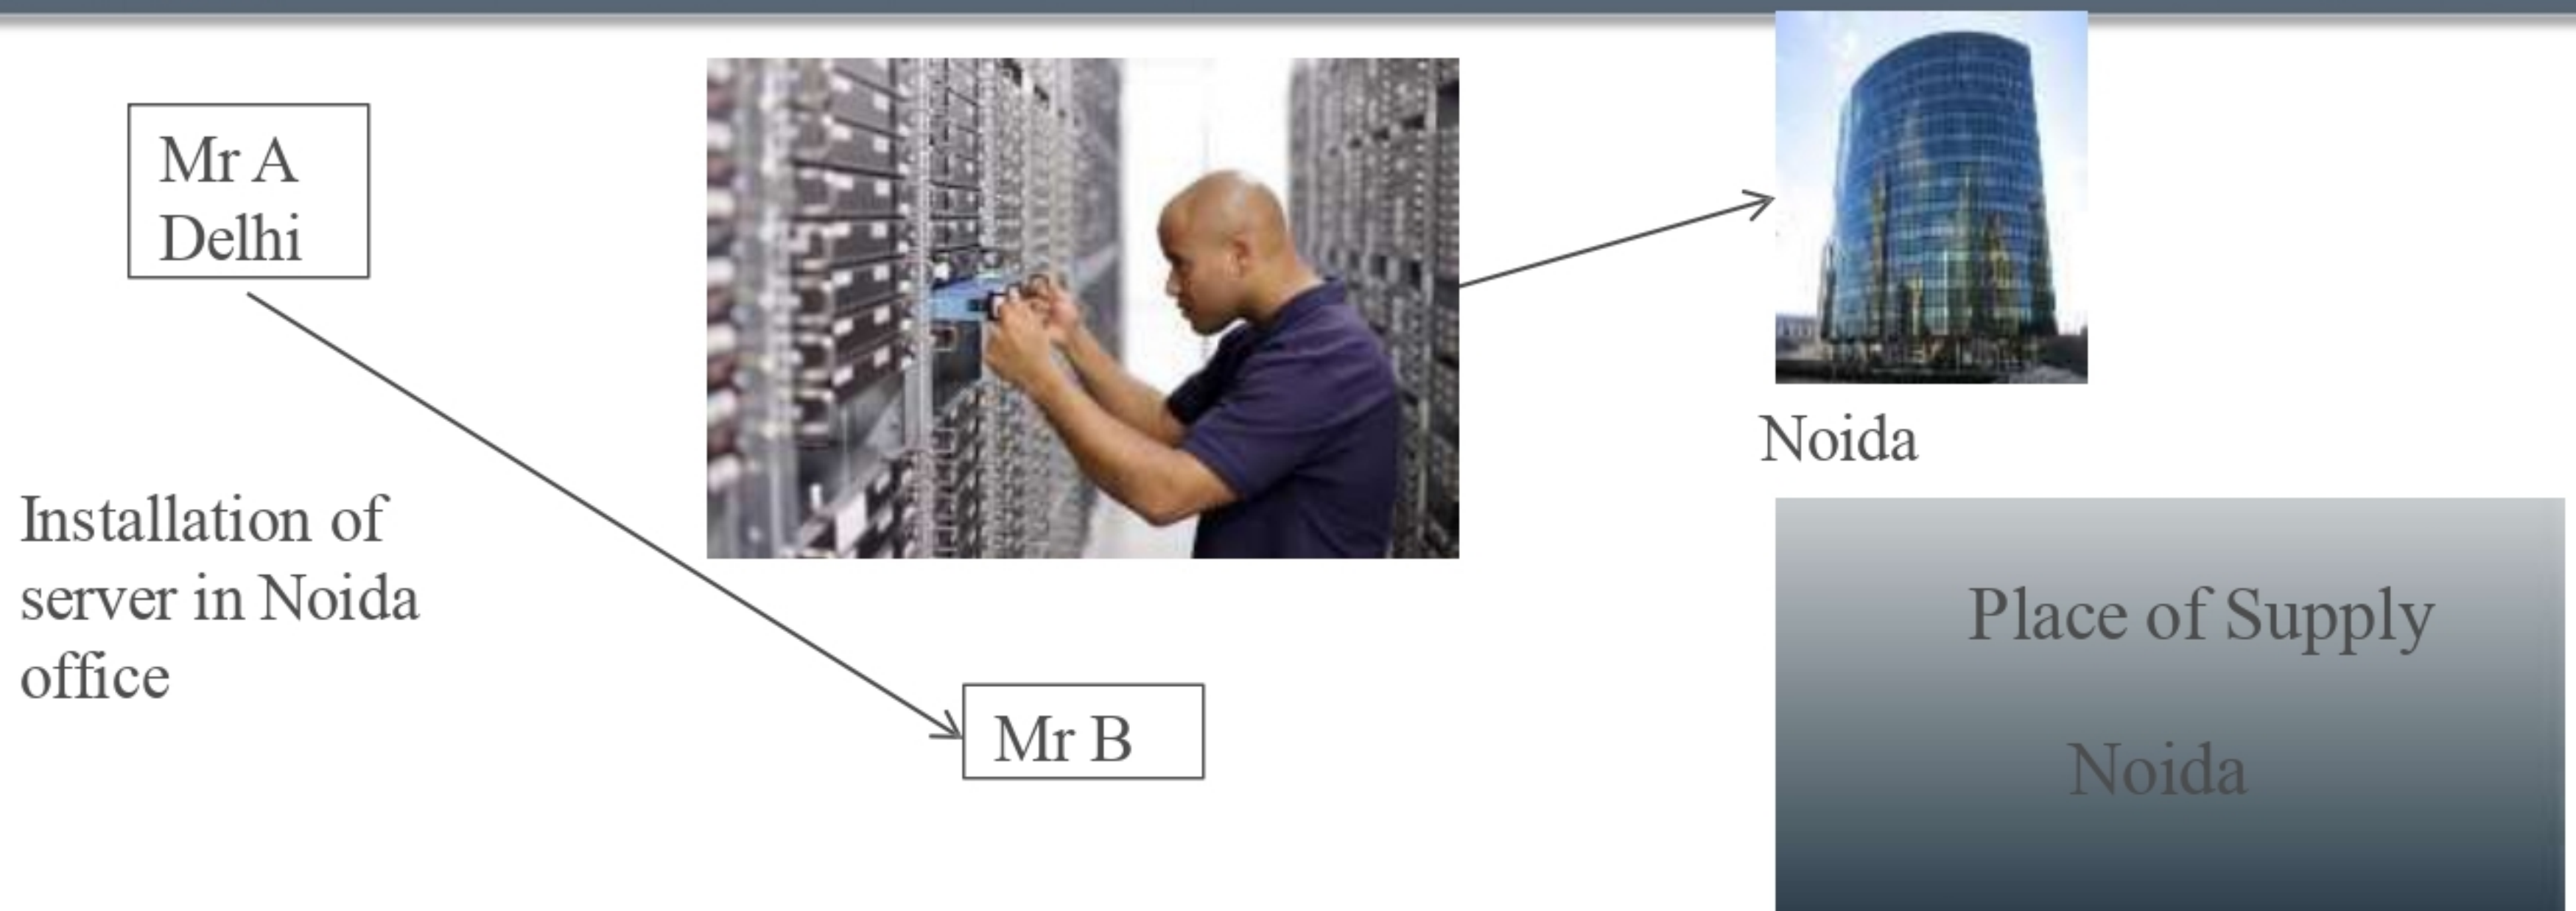 Mr A
Delhi
Installation of
server in Noida
office
Mr B
Noida
Place of Supply
Noida